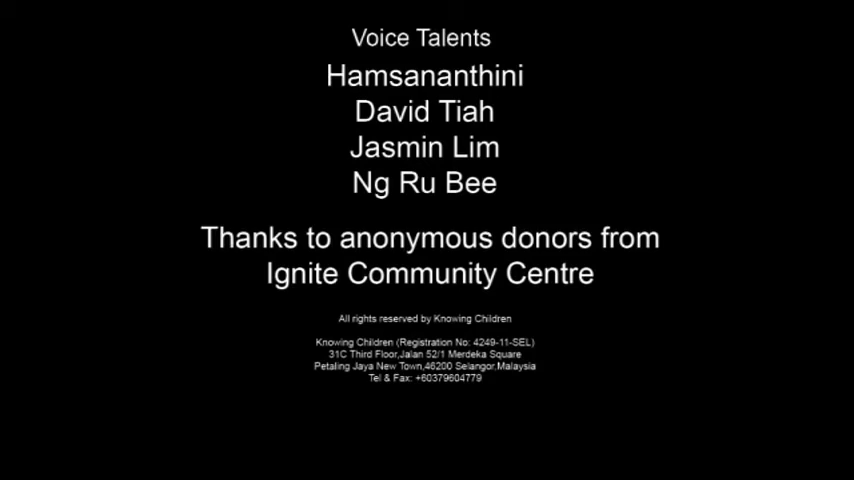 Voice Talents
Hamsananthini
David Tiah
Jasmin Lim
Ng Ru Bee
Thanks to anonymous donors from
Ignite Community Centre
All rights reserved by Knowing Children
Knowing Children (Registration No: 4249-11-SEL)
31C Third Floor,Jalan 52/1 Merdeka Square
Petaling Jaya New Town,46200 Selangor,Malaysia
Tel & Fax: +60379604779